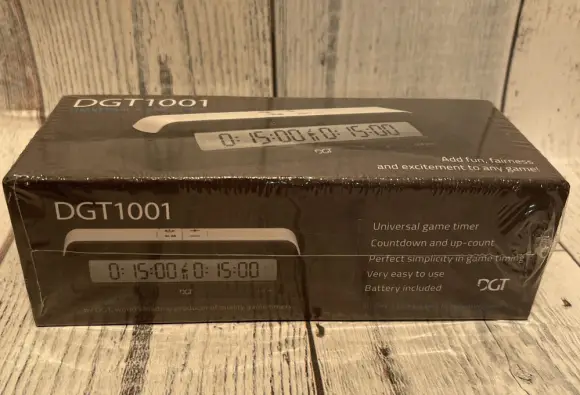 DGT1001
0:15:00 0:15:00
DGT
Add fun, fairness
and excitement to any game!
DGT1001
0:15:00 0:15:00
DGT
Universal game timer
Countdown and up-count
Perfect simplicity in game timing
Very easy to use
Battery included
DGT